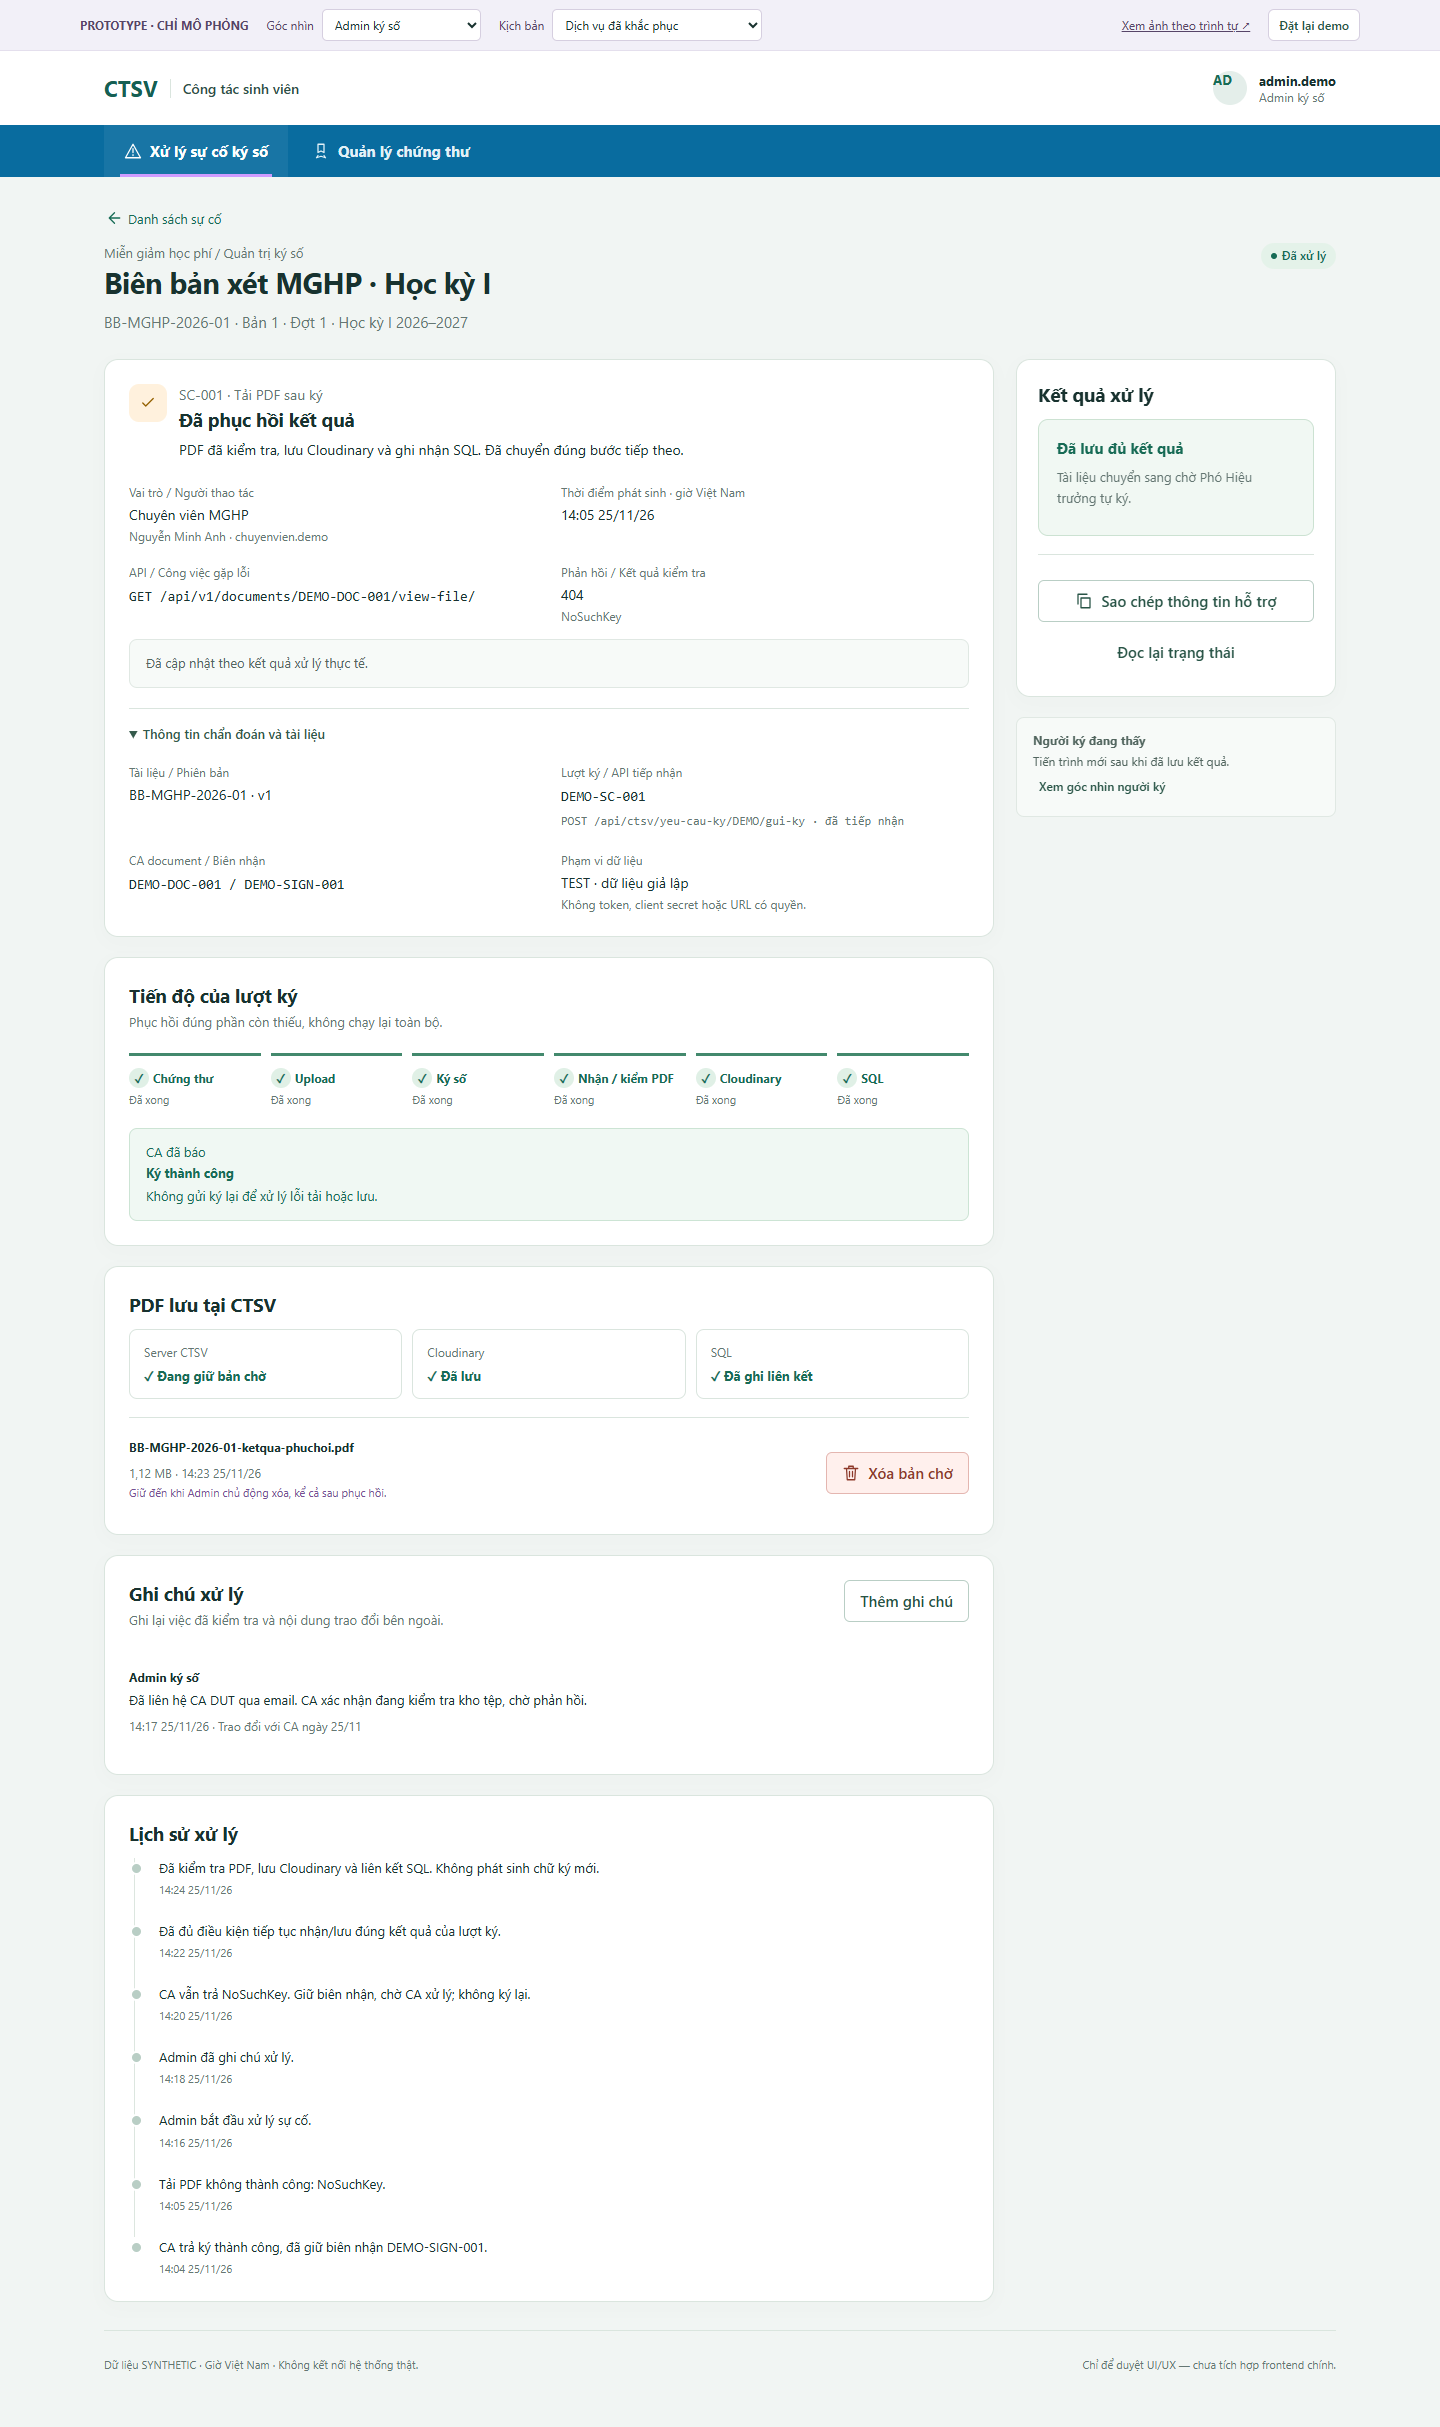 PROTOTYPE · CHỈ MÔ PHỎNG
Góc nhìn
Admin ký số
Kịch bản
Dịch vụ đã khắc phục
Xem ảnh theo trình tự ↗
Đặt lại demo
CTSV
Công tác sinh viên
AD
admin.demo
Admin ký số
Xử lý sự cố ký số
Quản lý chứng thư
← Danh sách sự cố
Miễn giảm học phí / Quản trị ký số
Đã xử lý
Biên bản xét MGHP · Học kỳ I
BB-MGHP-2026-01 · Bản 1 · Đợt 1 · Học kỳ I 2026–2027
SC-001 · Tải PDF sau ký
Đã phục hồi kết quả
PDF đã kiểm tra, lưu Cloudinary và ghi nhận SQL. Đã chuyển đúng bước tiếp theo.
Vai trò / Người thao tác
Chuyên viên MGHP
Nguyễn Minh Anh · chuyenvien.demo
Thời điểm phát sinh · giờ Việt Nam
14:05 25/11/26
API / Công việc gặp lỗi
GET /api/v1/documents/DEMO-DOC-001/view-file/
Phản hồi / Kết quả kiểm tra
404
NoSuchKey
Đã cập nhật theo kết quả xử lý thực tế.
▼ Thông tin chẩn đoán và tài liệu
Tài liệu / Phiên bản
BB-MGHP-2026-01 · v1
Lượt ký / API tiếp nhận
DEMO-SC-001
POST /api/ctsv/yeu-cau-ky/DEMO/gui-ky · đã tiếp nhận
CA document / Biên nhận
DEMO-DOC-001 / DEMO-SIGN-001
Phạm vi dữ liệu
TEST · dữ liệu giả lập
Không token, client secret hoặc URL có quyền.
Kết quả xử lý
Đã lưu đủ kết quả
Tài liệu chuyển sang chờ Phó Hiệu
trưởng tự ký.
Sao chép thông tin hỗ trợ
Đọc lại trạng thái
Người ký đang thấy
Tiến trình mới sau khi đã lưu kết quả.
Xem góc nhìn người ký
Tiến độ của lượt ký
Phục hồi đúng phần còn thiếu, không chạy lại toàn bộ.
✓ Chứng thư
Đã xong
✓ Upload
Đã xong
✓ Ký số
Đã xong
✓ Nhận / kiểm PDF
Đã xong
✓ Cloudinary
Đã xong
✓ SQL
Đã xong
CA đã báo
Ký thành công
Không gửi ký lại để xử lý lỗi tải hoặc lưu.
PDF lưu tại CTSV
Server CTSV
✓ Đang giữ bản chờ
Cloudinary
✓ Đã lưu
SQL
✓ Đã ghi liên kết
BB-MGHP-2026-01-ketqua-phuchoi.pdf
1,12 MB · 14:23 25/11/26
Giữ đến khi Admin chủ động xóa, kể cả sau phục hồi.
Xóa bản chờ
Ghi chú xử lý
Ghi lại việc đã kiểm tra và nội dung trao đổi bên ngoài.
Thêm ghi chú
Admin ký số
Đã liên hệ CA DUT qua email. CA xác nhận đang kiểm tra kho tệp, chờ phản hồi.
14:17 25/11/26 · Trao đổi với CA ngày 25/11
Lịch sử xử lý
Đã kiểm tra PDF, lưu Cloudinary và liên kết SQL. Không phát sinh chữ ký mới.
14:24 25/11/26
Đã đủ điều kiện tiếp tục nhận/lưu đúng kết quả của lượt ký.
14:22 25/11/26
CA vẫn trả NoSuchKey. Giữ biên nhận, chờ CA xử lý; không ký lại.
14:20 25/11/26
Admin đã ghi chú xử lý.
14:18 25/11/26
Admin bắt đầu xử lý sự cố.
14:16 25/11/26
Tải PDF không thành công: NoSuchKey.
14:05 25/11/26
CA trả ký thành công, đã giữ biên nhận DEMO-SIGN-001.
14:04 25/11/26
Dữ liệu SYNTHETIC · Giờ Việt Nam · Không kết nối hệ thống thật.
Chỉ để duyệt UI/UX — chưa tích hợp frontend chính.